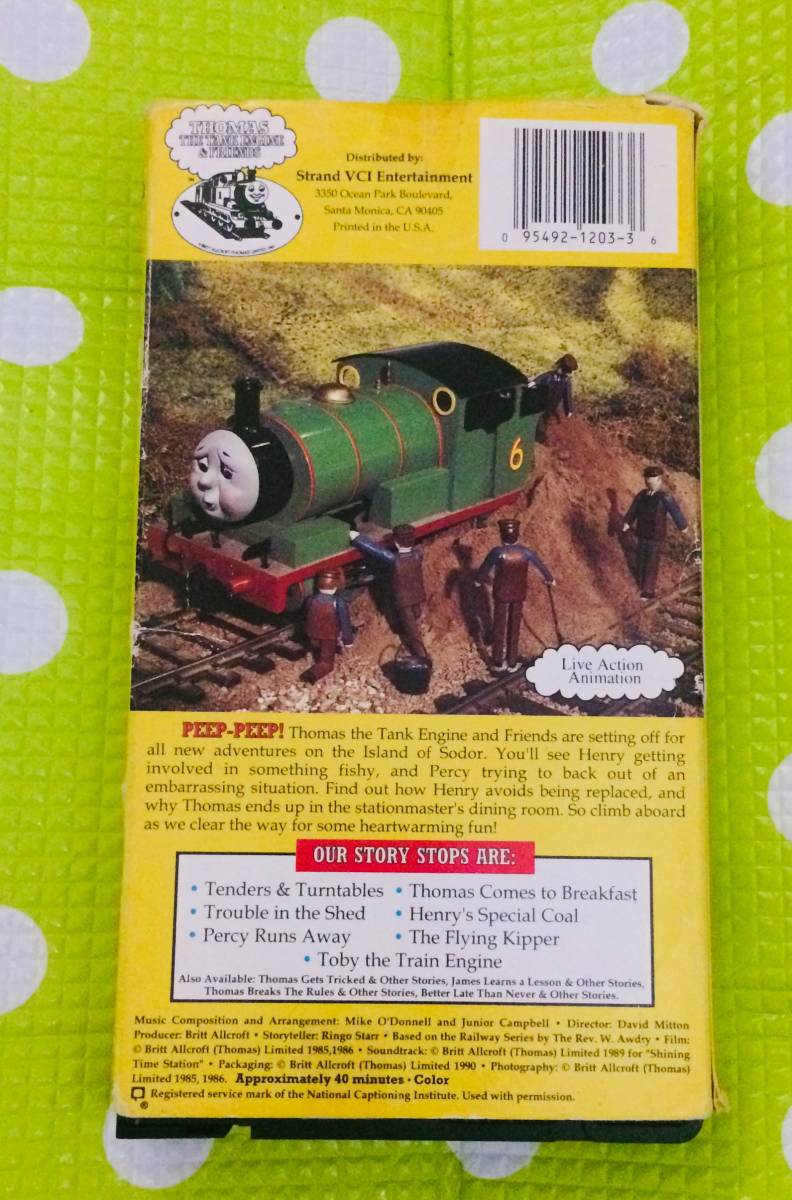 THOMAS
THE TANK ENGINE
& FRIENDS
Distributed by:
Strand VCI Entertainment
3350 Ocean Park Boulevard,
Santa Monica, CA 90405
Printed in the U.S.A.
0 95492-1203-3 6
6
Live Action
Animation
PEEP-PEEP! Thomas the Tank Engine and Friends are setting off for
all new adventures on the Island of Sodor. You'll see Henry getting
involved in something fishy, and Percy trying to back out of an
embarrassing situation. Find out how Henry avoids being replaced, and
why Thomas ends up in the stationmaster's dining room. So climb aboard
as we clear the way for some heartwarming fun!
OUR STORY STOPS ARE:
• Tenders & Turntables • Thomas Comes to Breakfast
• Trouble in the Shed • Henry's Special Coal
• Percy Runs Away • The Flying Kipper
• Toby the Train Engine
Also Available: Thomas Gets Tricked & Other Stories, James Learns a Lesson & Other Stories,
Thomas Breaks The Rules & Other Stories, Better Late Than Never & Other Stories.
Music Composition and Arrangement: Mike O'Donnell and Junior Campbell • Director: David Mitton
Producer: Britt Allcroft • Storyteller: Ringo Starr • Based on the Railway Series by The Rev. W. Awdry • Film:
© Britt Allcroft (Thomas) Limited 1985,1986 • Soundtrack: © Britt Allcroft (Thomas) Limited 1989 for "Shining
Time Station" • Packaging: © Britt Allcroft (Thomas) Limited 1990 • Photography: © Britt Allcroft (Thomas)
Limited 1985, 1986. Approximately 40 minutes • Color
Registered service mark of the National Captioning Institute. Used with permission.
®